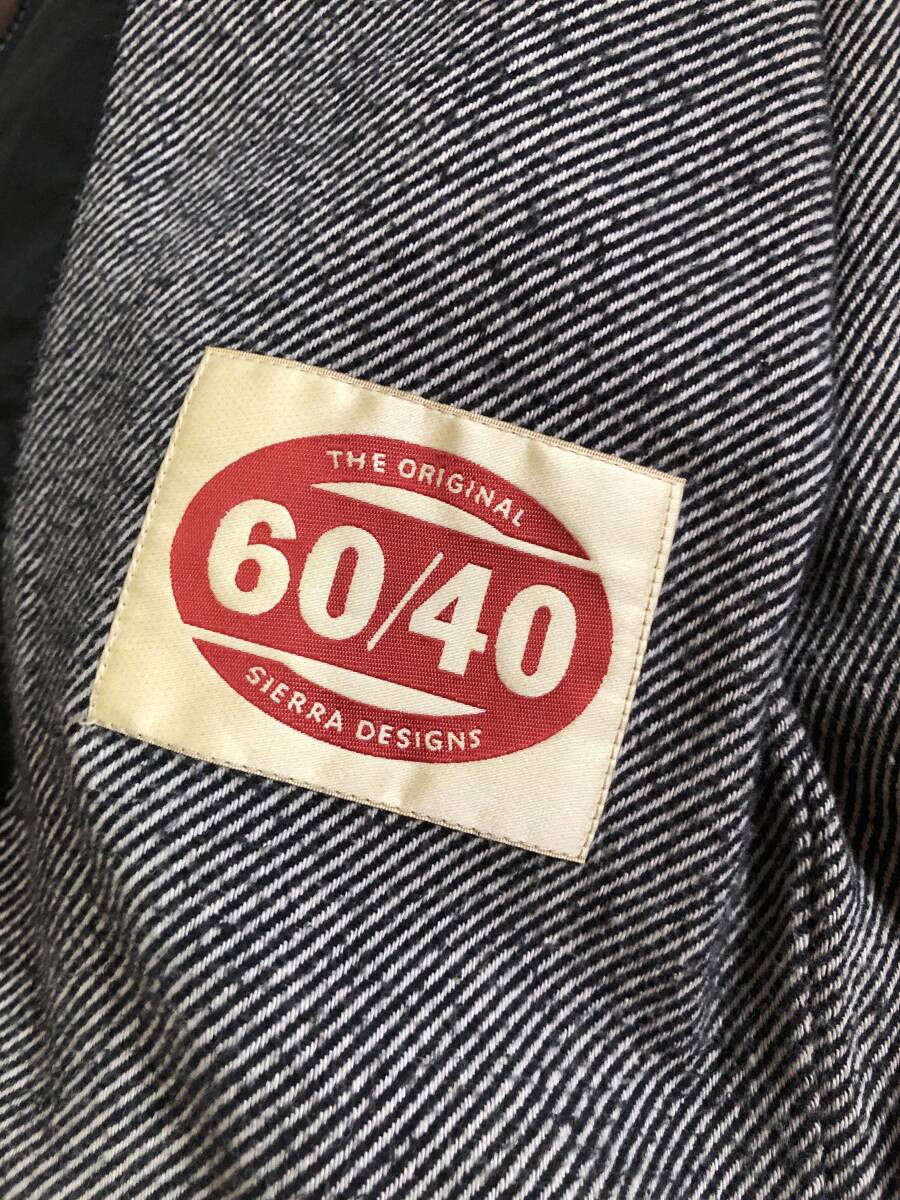 THE ORIGINAL
60/40
SIERRA DESIGNS